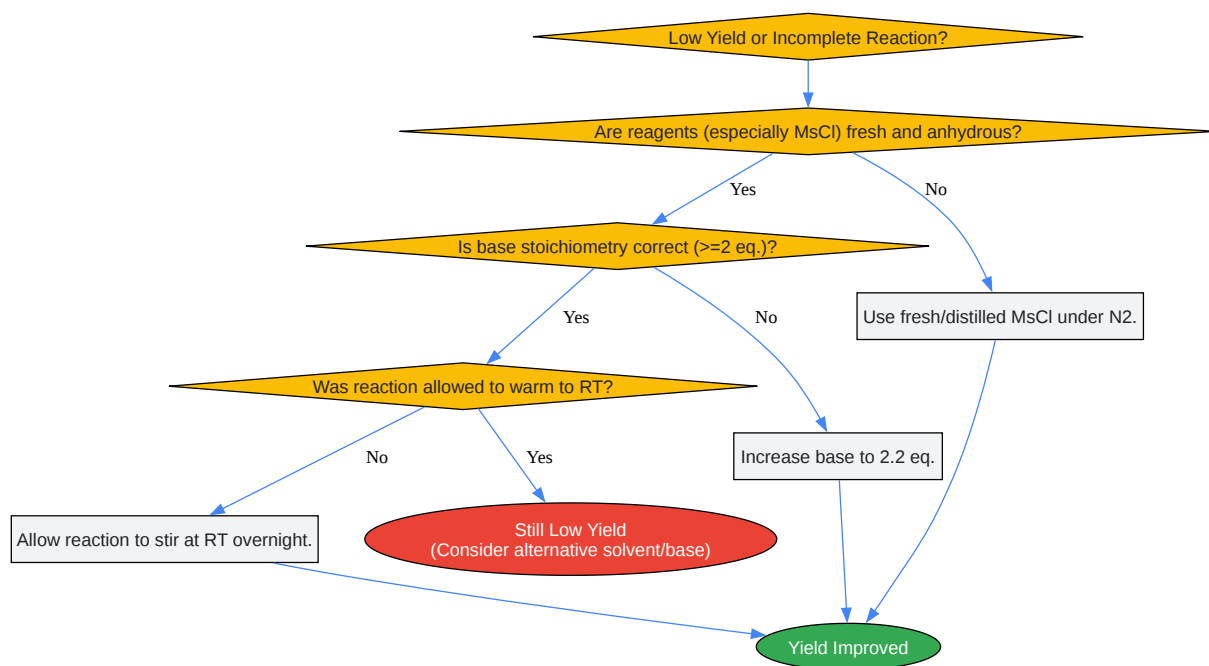 Low Yield or Incomplete Reaction?
Are reagents (especially MsCl) fresh and anhydrous?
Yes
No
Is base stoichiometry correct (>=2 eq.)?
Use fresh/distilled MsCl under N2.
Yes
No
Was reaction allowed to warm to RT?
Increase base to 2.2 eq.
No
Yes
Allow reaction to stir at RT overnight.
Still Low Yield
(Consider alternative solvent/base)
Yield Improved